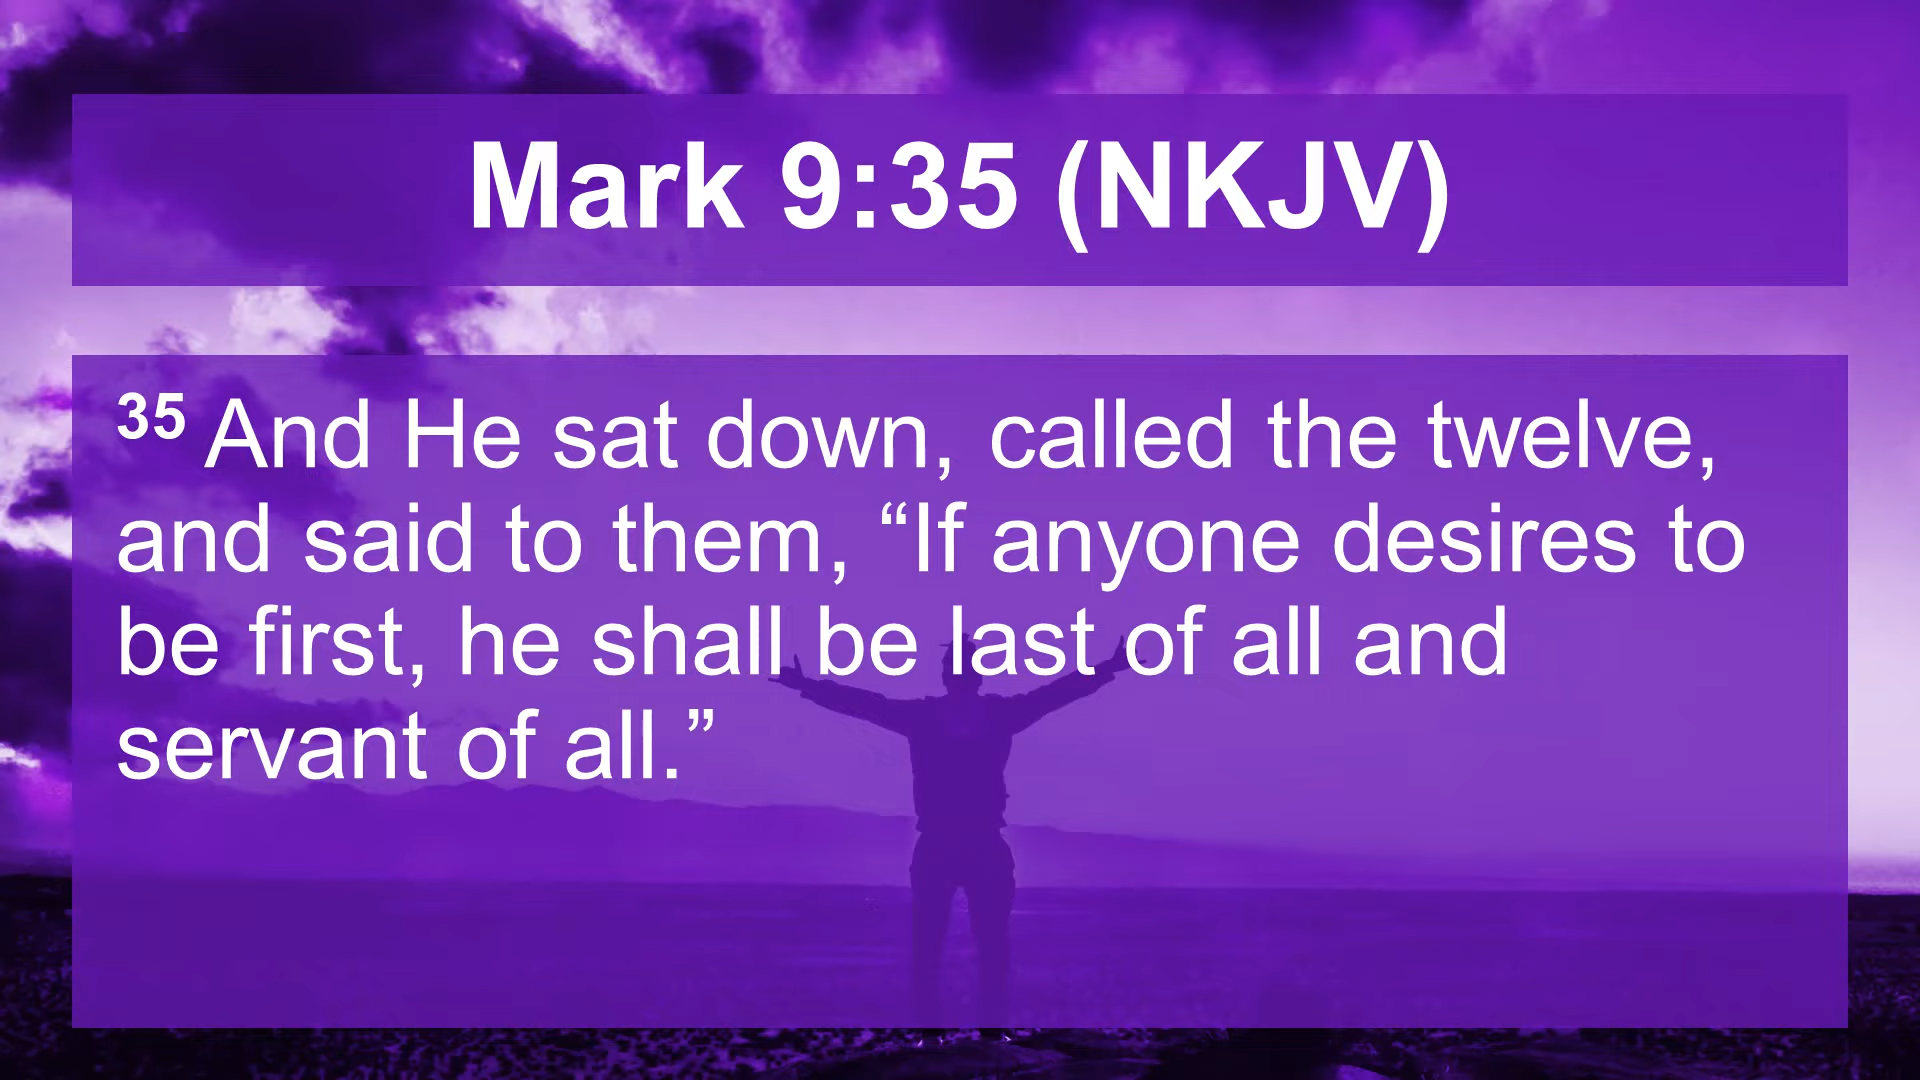 Mark 9:35 (NKJV)
35 And He sat down, called the twelve,
and said to them, “If anyone desires to
be first, he shall be last of all and
servant of all.”